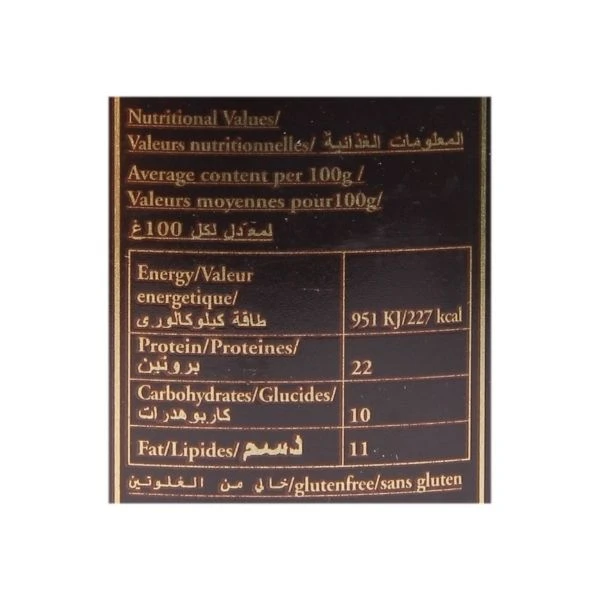 Nutritional Values/
Valeurs nutritionnelles/ المعلومات الغذائية
Average content per 100g /
Valeurs moyennes pour100g/
لمعدّل لكل 100غ
Energy/Valeur
energetique/
طاقة كيلوكالوري
951 KJ/227 kcal
Protein/Proteines/
بروتين
22
Carbohydrates/Glucides/
كاربوهدرات
10
Fat/Lipides/ دسم
11
خالي من الغلوتين/glutenfree/sans gluten